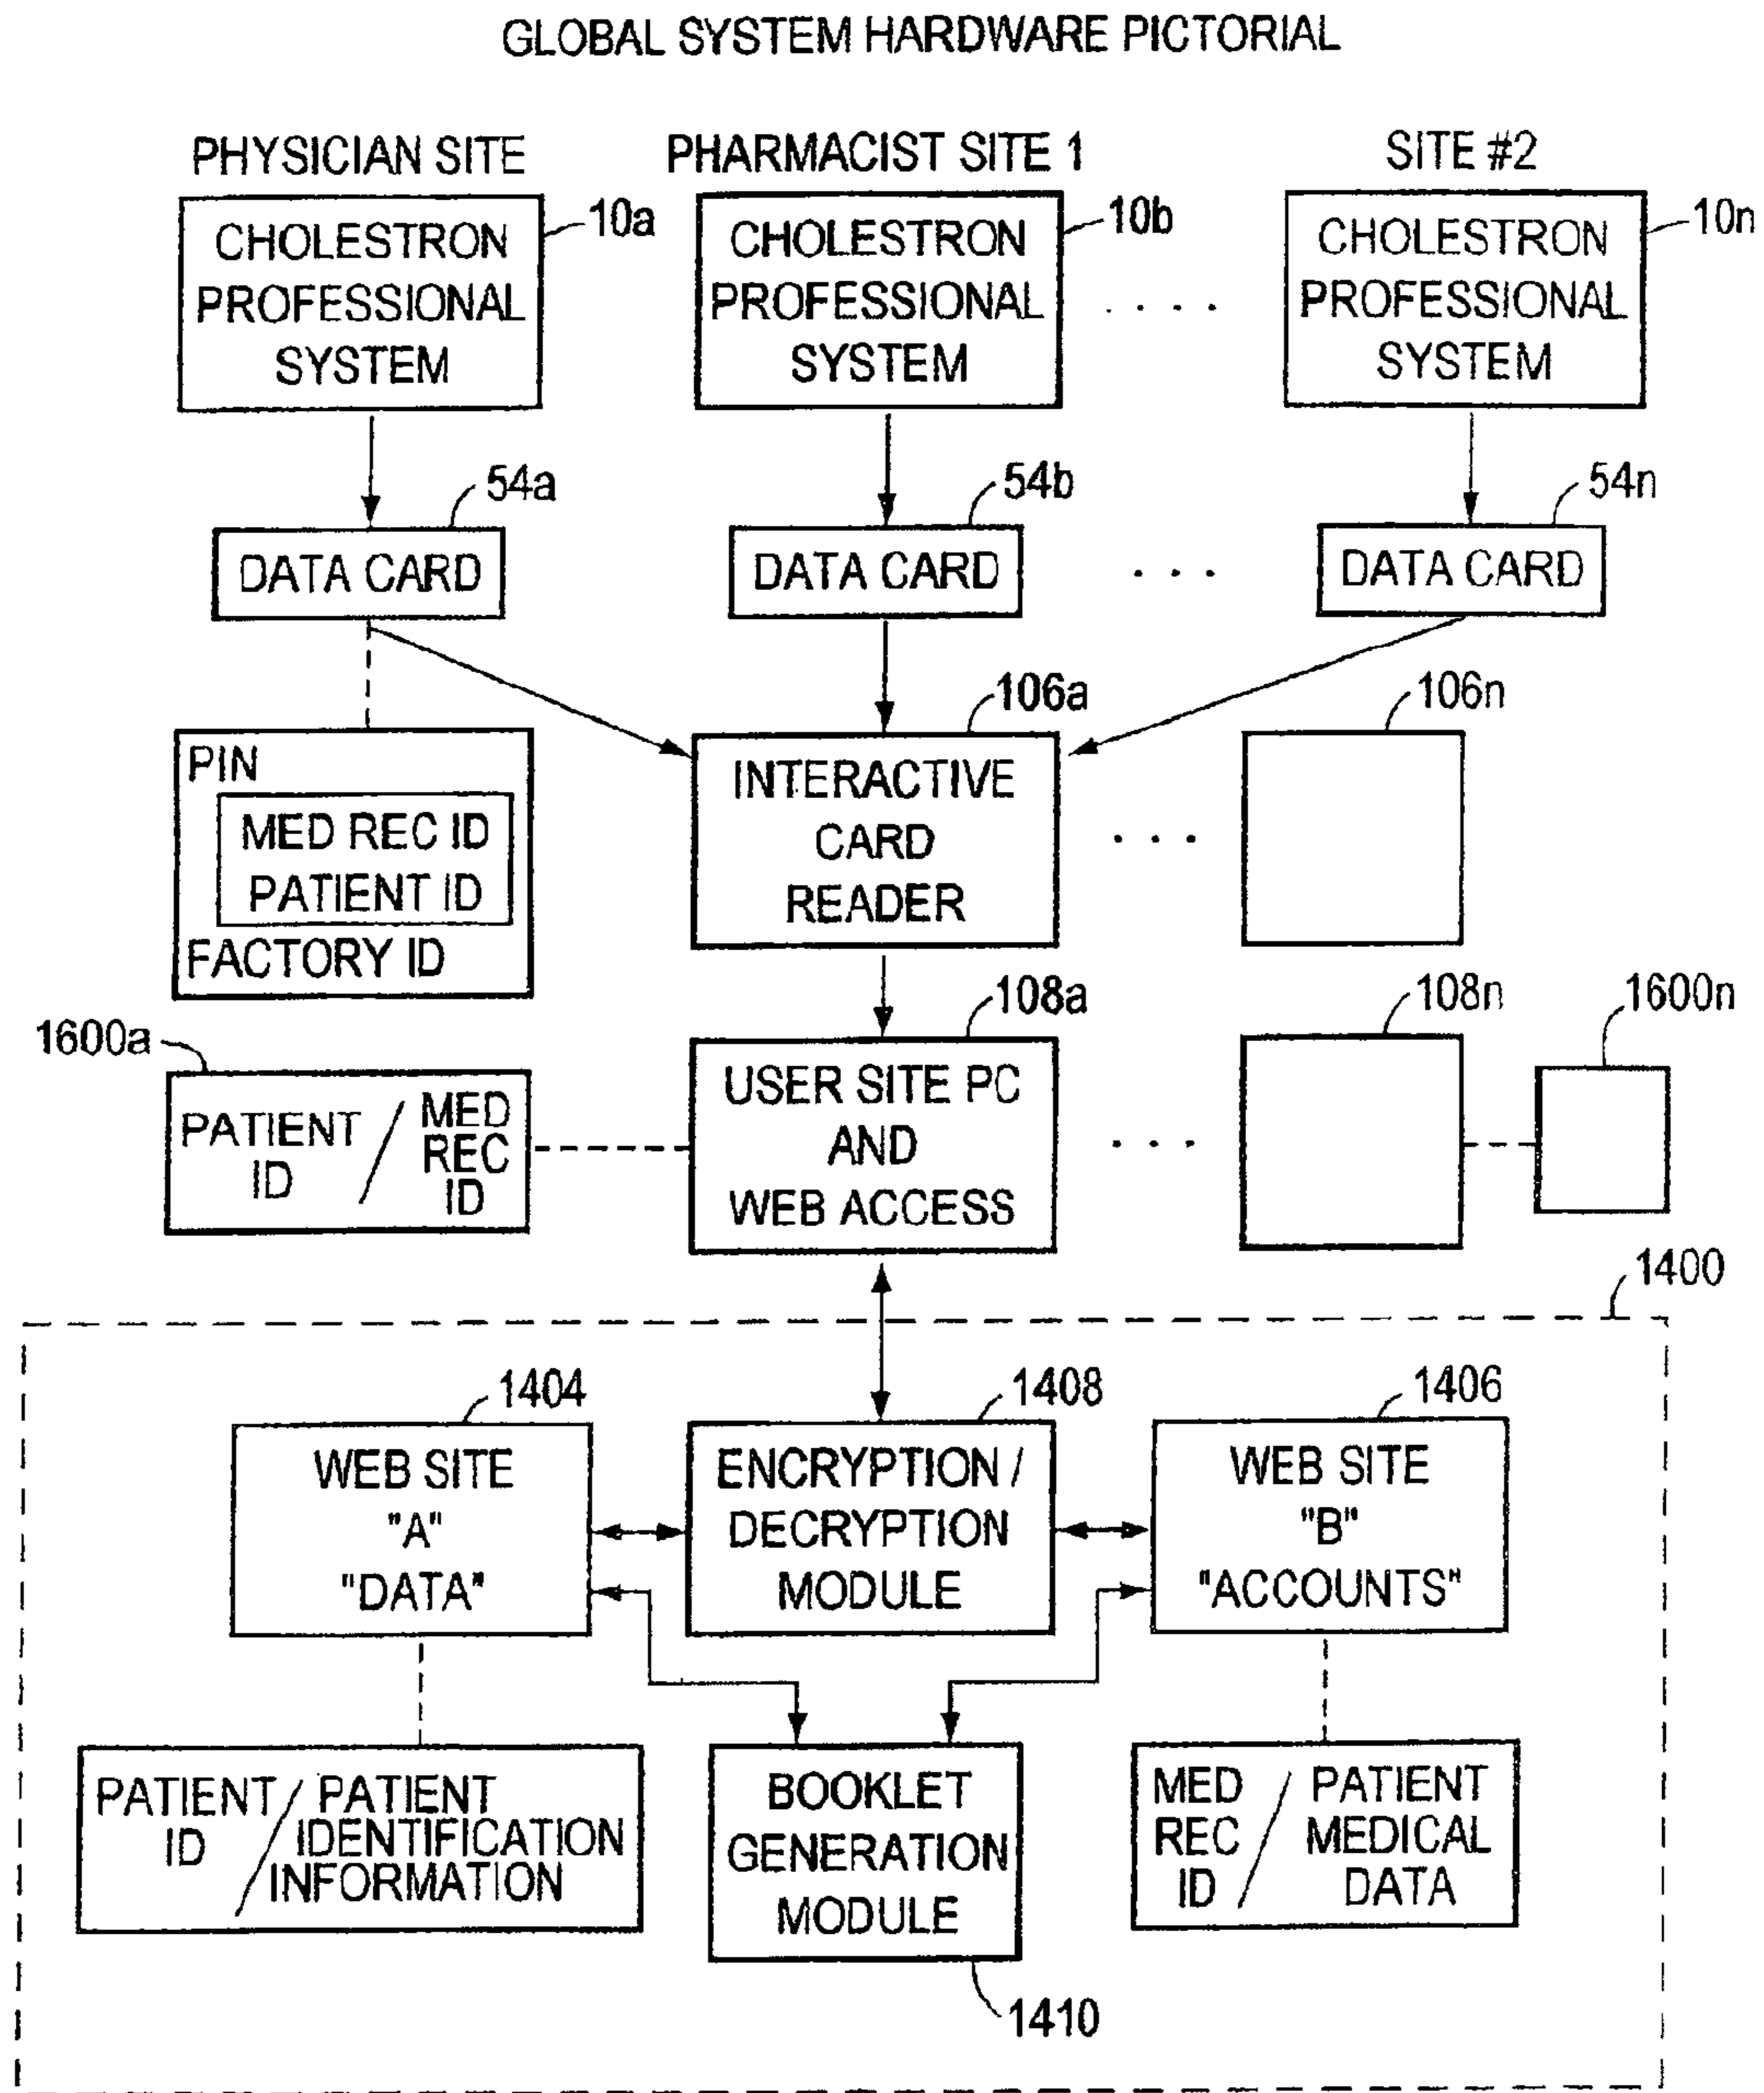 GLOBAL SYSTEM HARDWARE PICTORIAL
PHYSICIAN SITE
PHARMACIST SITE 1
SITE #2
CHOLESTRON
PROFESSIONAL
SYSTEM
10a
CHOLESTRON
PROFESSIONAL
SYSTEM
10b
. . . .
CHOLESTRON
PROFESSIONAL
SYSTEM
10n
54a
54b
54n
DATA CARD
DATA CARD
. . .
DATA CARD
106a
106n
PIN
MED REC ID
PATIENT ID
FACTORY ID
INTERACTIVE
CARD
READER
. . .
108a
108n
1600n
1600a
PATIENT
ID
/
MED
REC
ID
USER SITE PC
AND
WEB ACCESS
. . .
1400
1404
1408
1406
WEB SITE
"A"
"DATA"
ENCRYPTION /
DECRYPTION
MODULE
WEB SITE
"B"
"ACCOUNTS"
PATIENT
ID
/
PATIENT
IDENTIFICATION
INFORMATION
BOOKLET
GENERATION
MODULE
MED
REC
ID
/
PATIENT
MEDICAL
DATA
1410